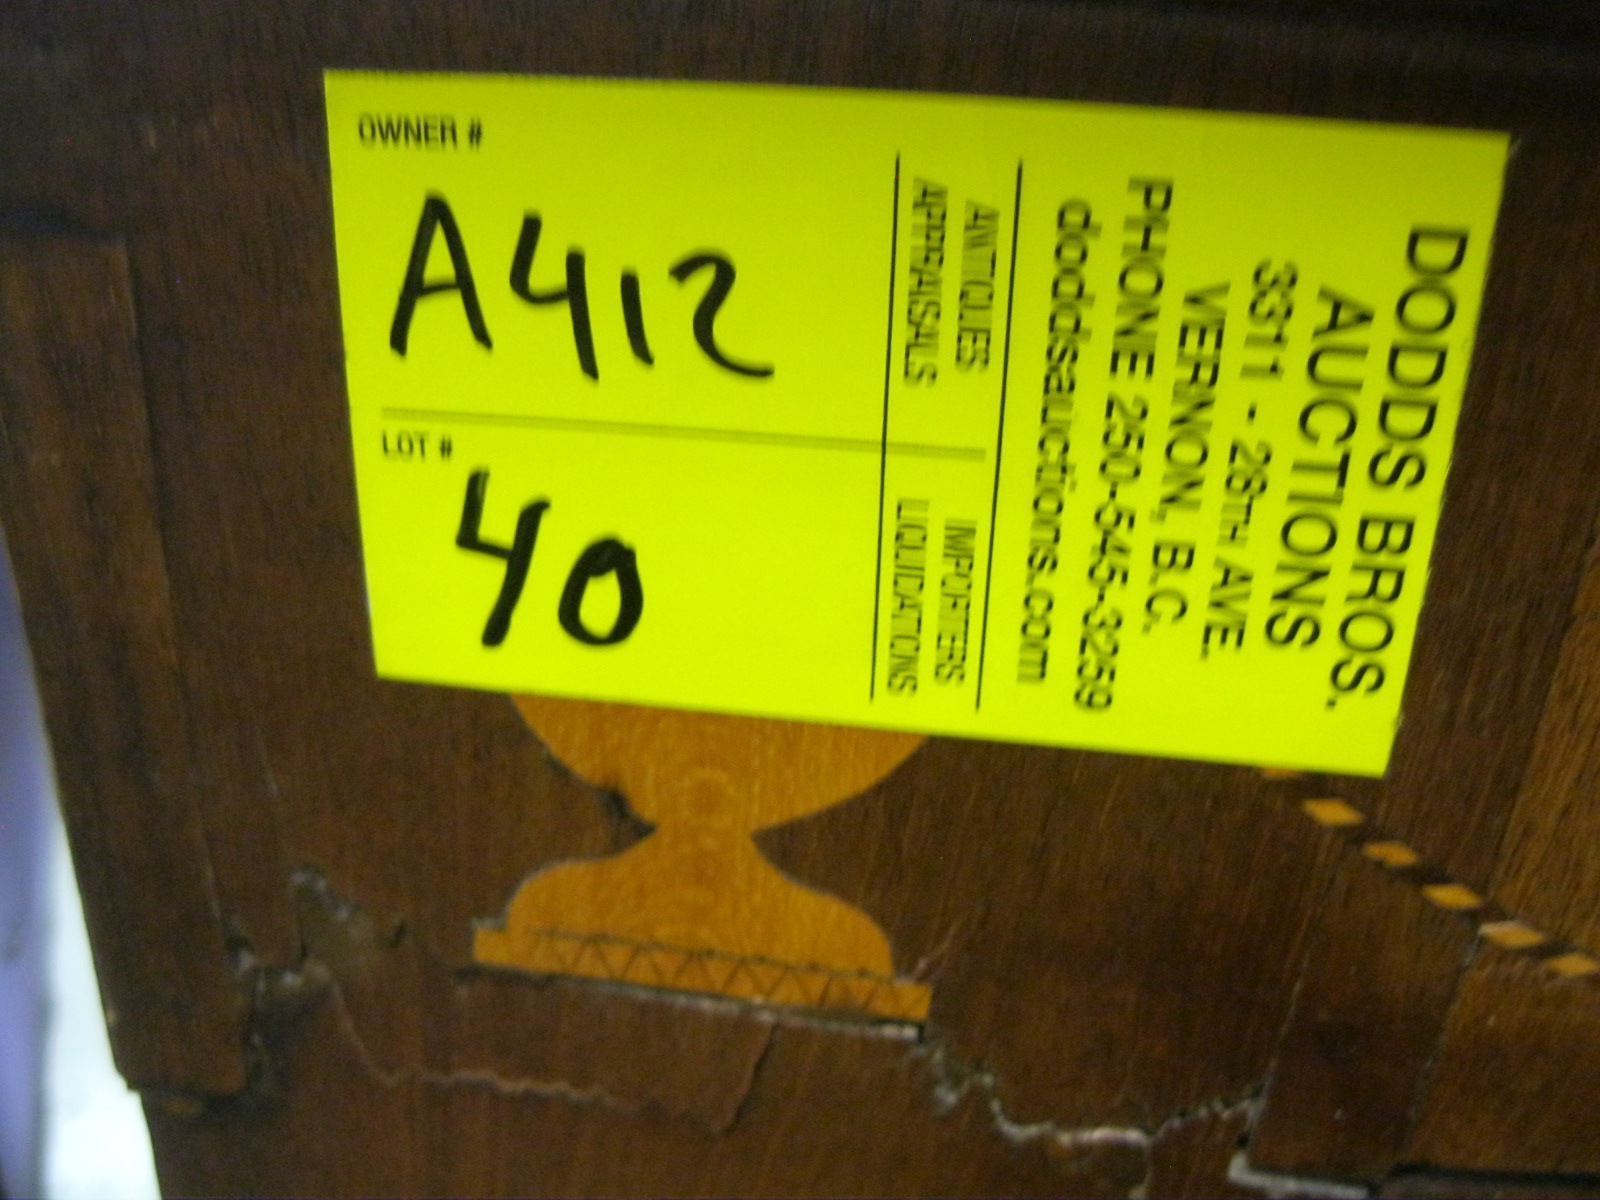 OWNER #
A412
LOT #
40
DODDS BROS.
AUCTIONS
3311 - 28TH AVE.
VERNON, B.C.
PHONE 250-545-3259
doddsauctions.com
ANTIQUES IMPORTERS
APPRAISALS LIQUIDATIONS